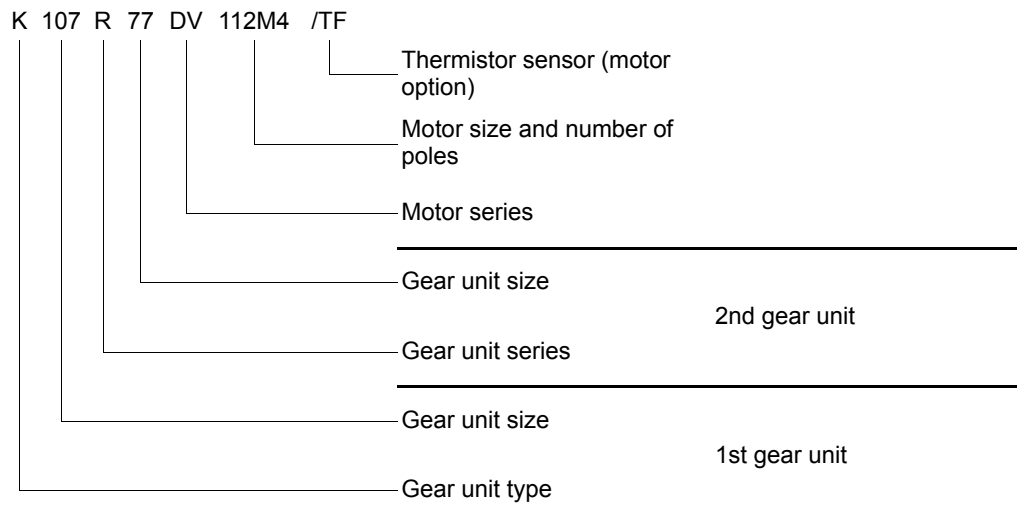 K 107 R 77 DV 112M4 /TF
Thermistor sensor (motor
option)
Motor size and number of
poles
Motor series
Gear unit size
2nd gear unit
Gear unit series
Gear unit size
1st gear unit
Gear unit type